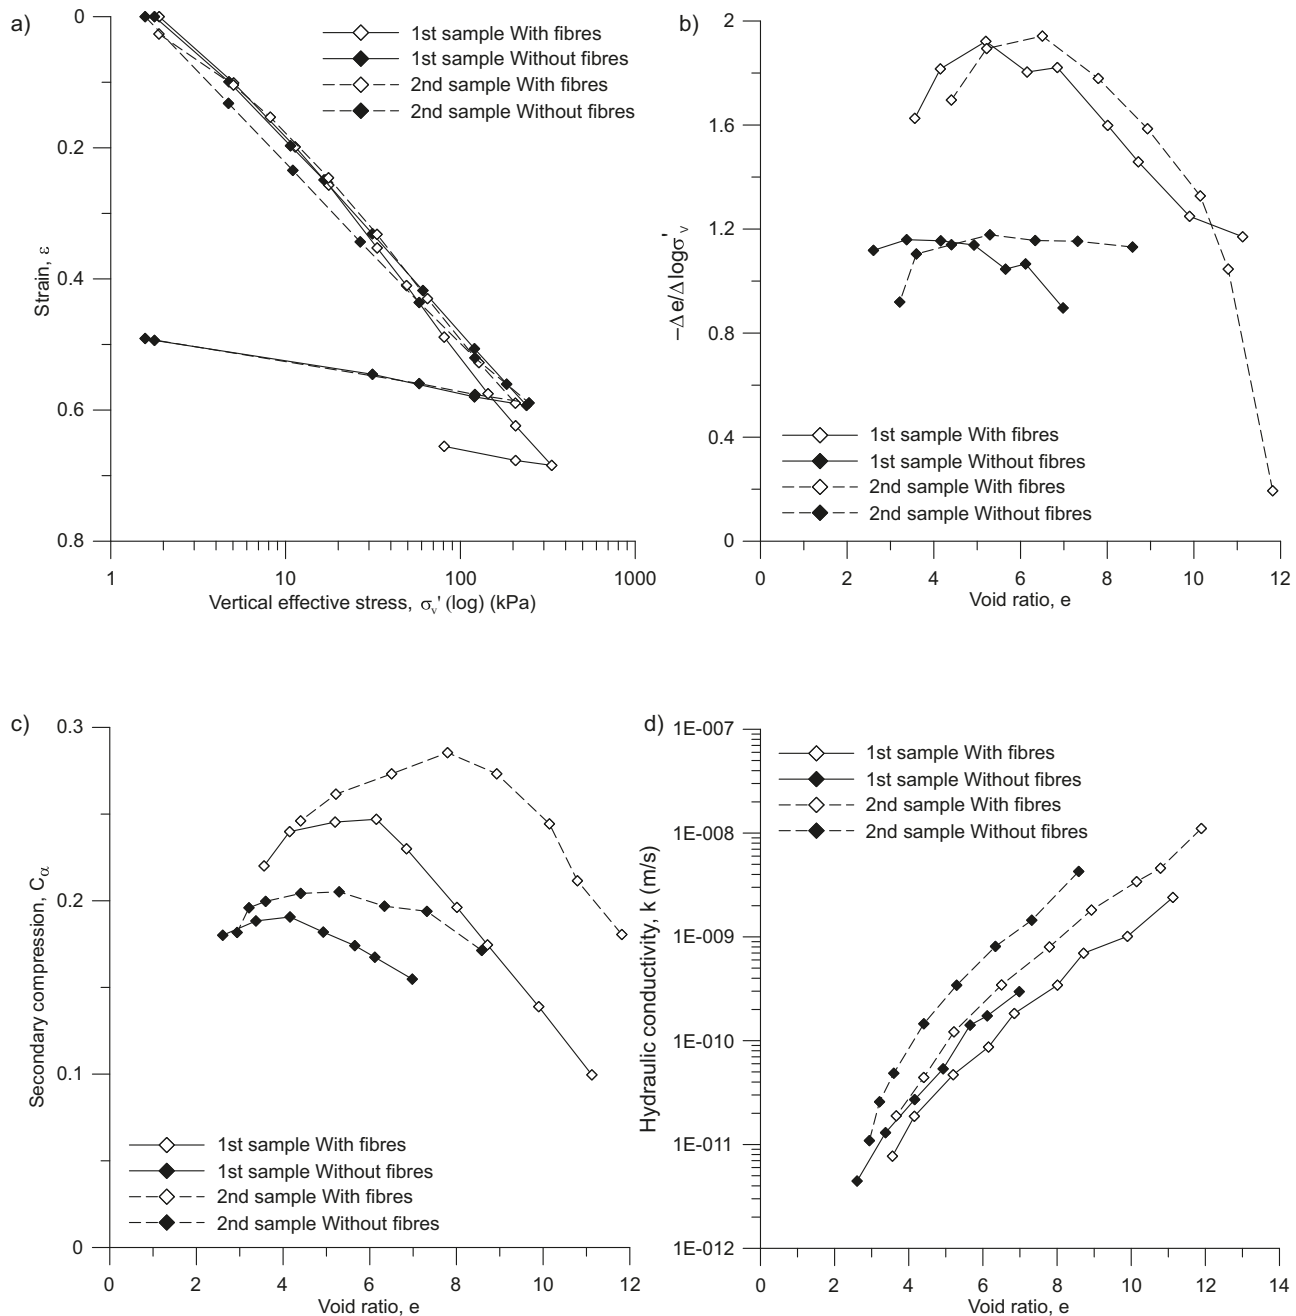 a)
1st sample With fibres
1st sample Without fibres
2nd sample With fibres
2nd sample Without fibres
0
0.2
0.4
0.6
0.8
Strain, ε
1 10 100 1000
Vertical effective stress, σv' (log) (kPa)
b)
2
1.6
1.2
0.8
0.4
0
−Δe/Δlogσv'
1st sample With fibres
1st sample Without fibres
2nd sample With fibres
2nd sample Without fibres
0 2 4 6 8 10 12
Void ratio, e
c)
0.3
0.2
0.1
0
Secondary compression, Cα
1st sample With fibres
1st sample Without fibres
2nd sample With fibres
2nd sample Without fibres
0 2 4 6 8 10 12
Void ratio, e
d)
1E-007
1E-008
1E-009
1E-010
1E-011
1E-012
Hydraulic conductivity, k (m/s)
1st sample With fibres
1st sample Without fibres
2nd sample With fibres
2nd sample Without fibres
0 2 4 6 8 10 12 14
Void ratio, e